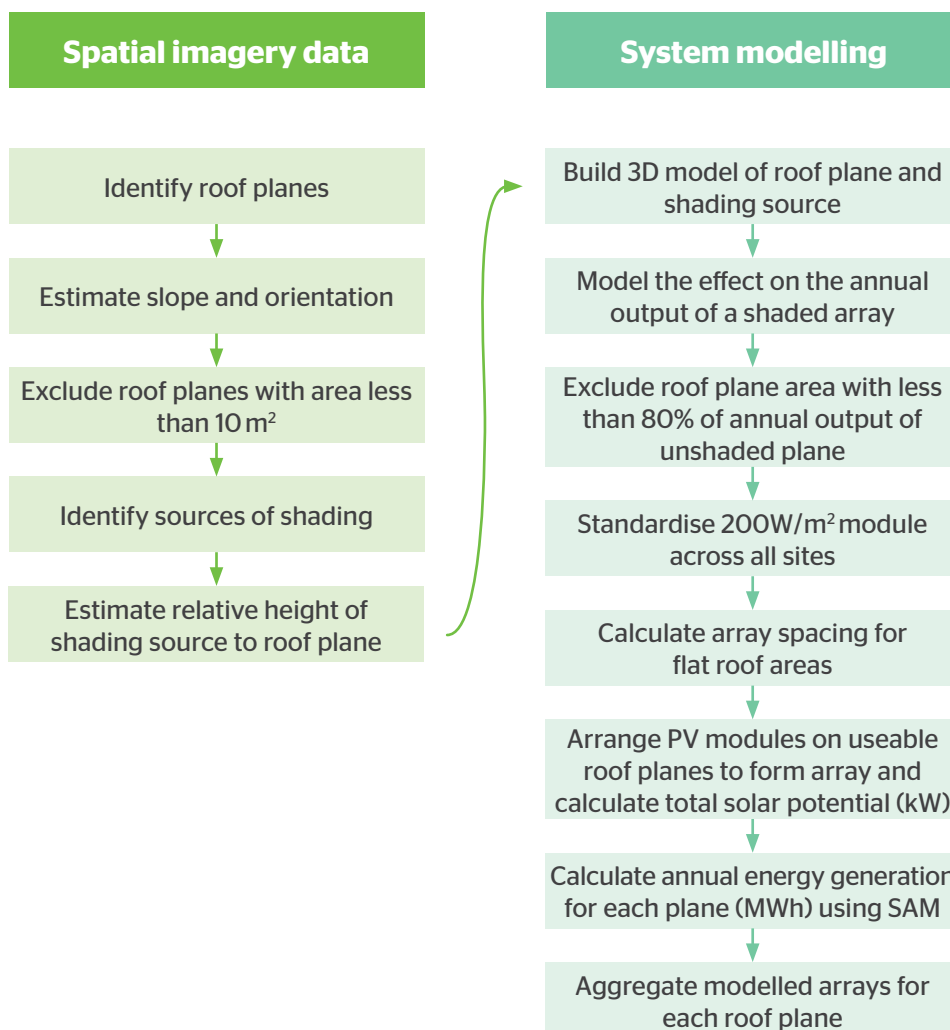 Spatial imagery data
Identify roof planes
Estimate slope and orientation
Exclude roof planes with area less
than 10 m²
Identify sources of shading
Estimate relative height of
shading source to roof plane
System modelling
Build 3D model of roof plane and
shading source
Model the effect on the annual
output of a shaded array
Exclude roof plane area with less
than 80% of annual output of
unshaded plane
Standardise 200W/m² module
across all sites
Calculate array spacing for
flat roof areas
Arrange PV modules on useable
roof planes to form array and
calculate total solar potential (kW)
Calculate annual energy generation
for each plane (MWh) using SAM
Aggregate modelled arrays for
each roof plane